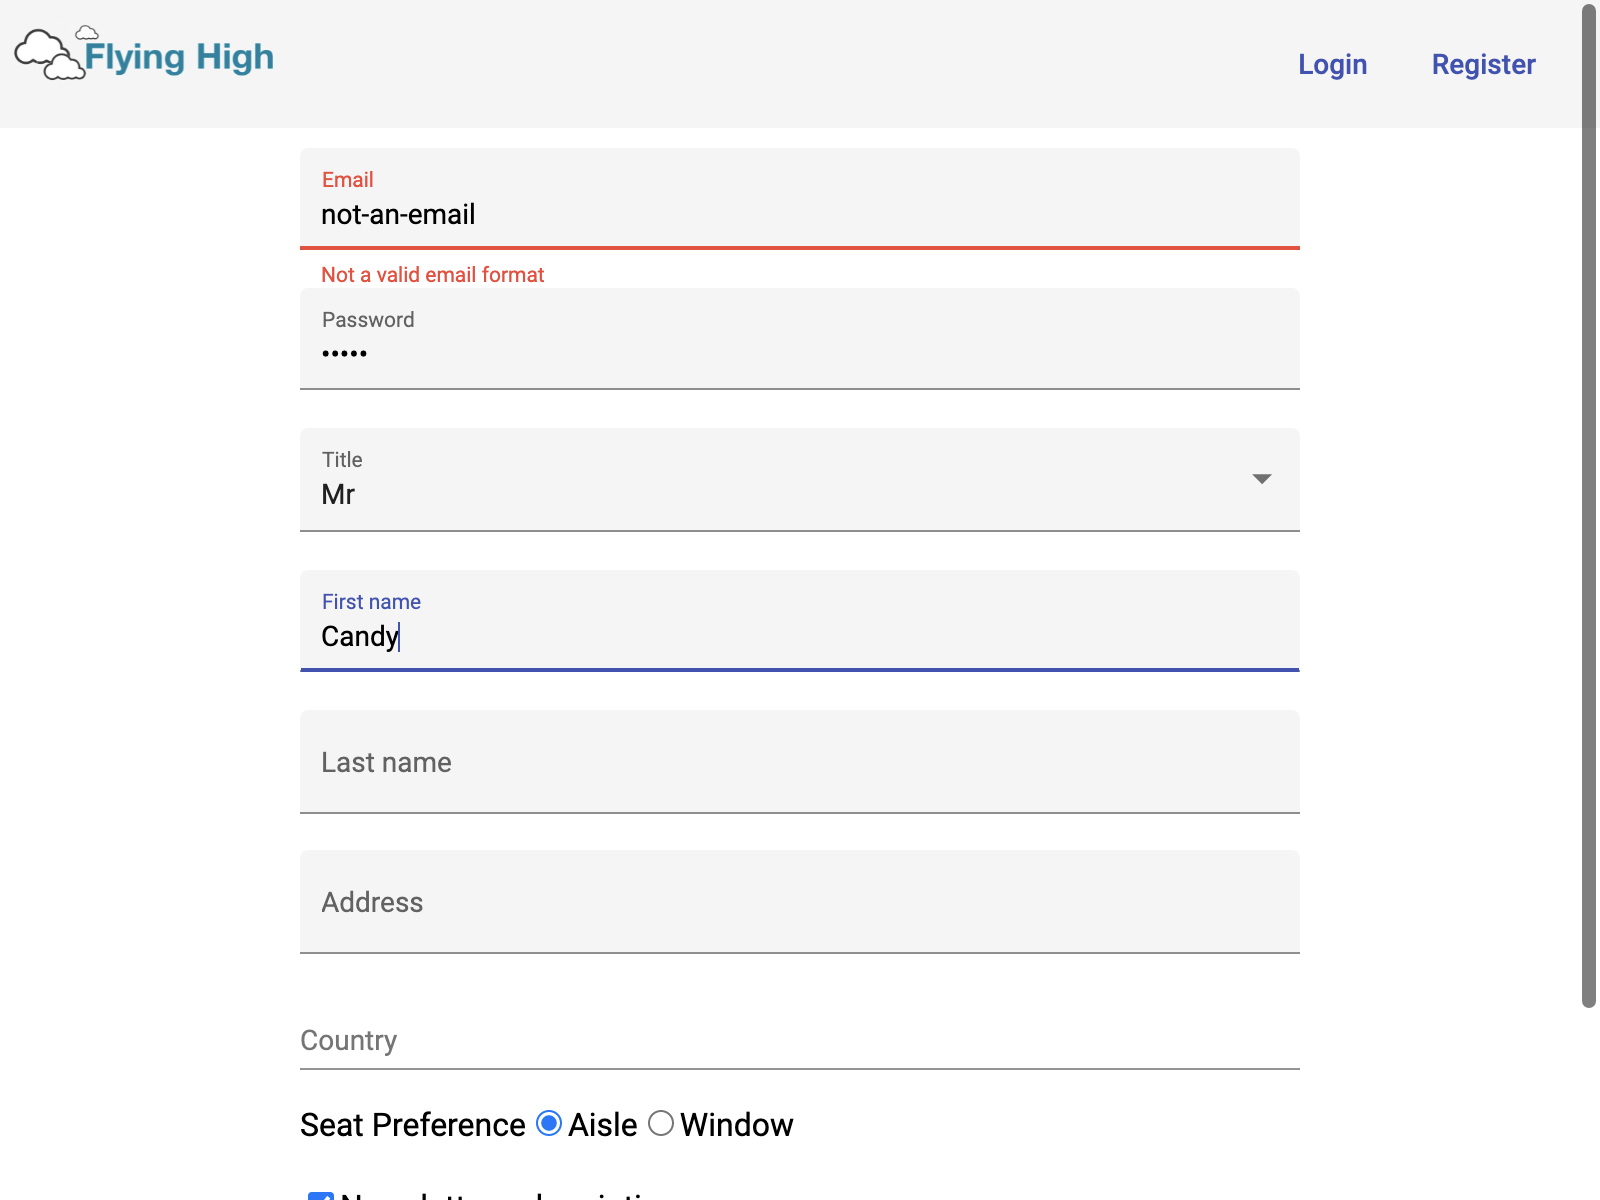 Flying High
Login Register
Email
not-an-email
Not a valid email format
Password
•••••
Title
Mr
First name
Candy
Last name
Address
Country
Seat Preference Aisle Window